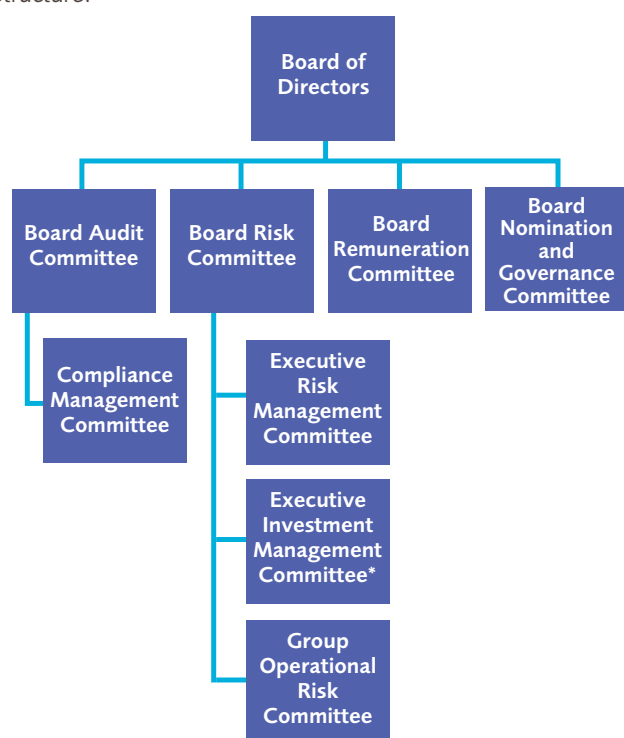 structure:
Board of
Directors
Board Audit
Committee
Board Risk
Committee
Board
Remuneration
Committee
Board
Nomination
and
Governance
Committee
Compliance
Management
Committee
Executive
Risk
Management
Committee
Executive
Investment
Management
Committee*
Group
Operational
Risk
Committee